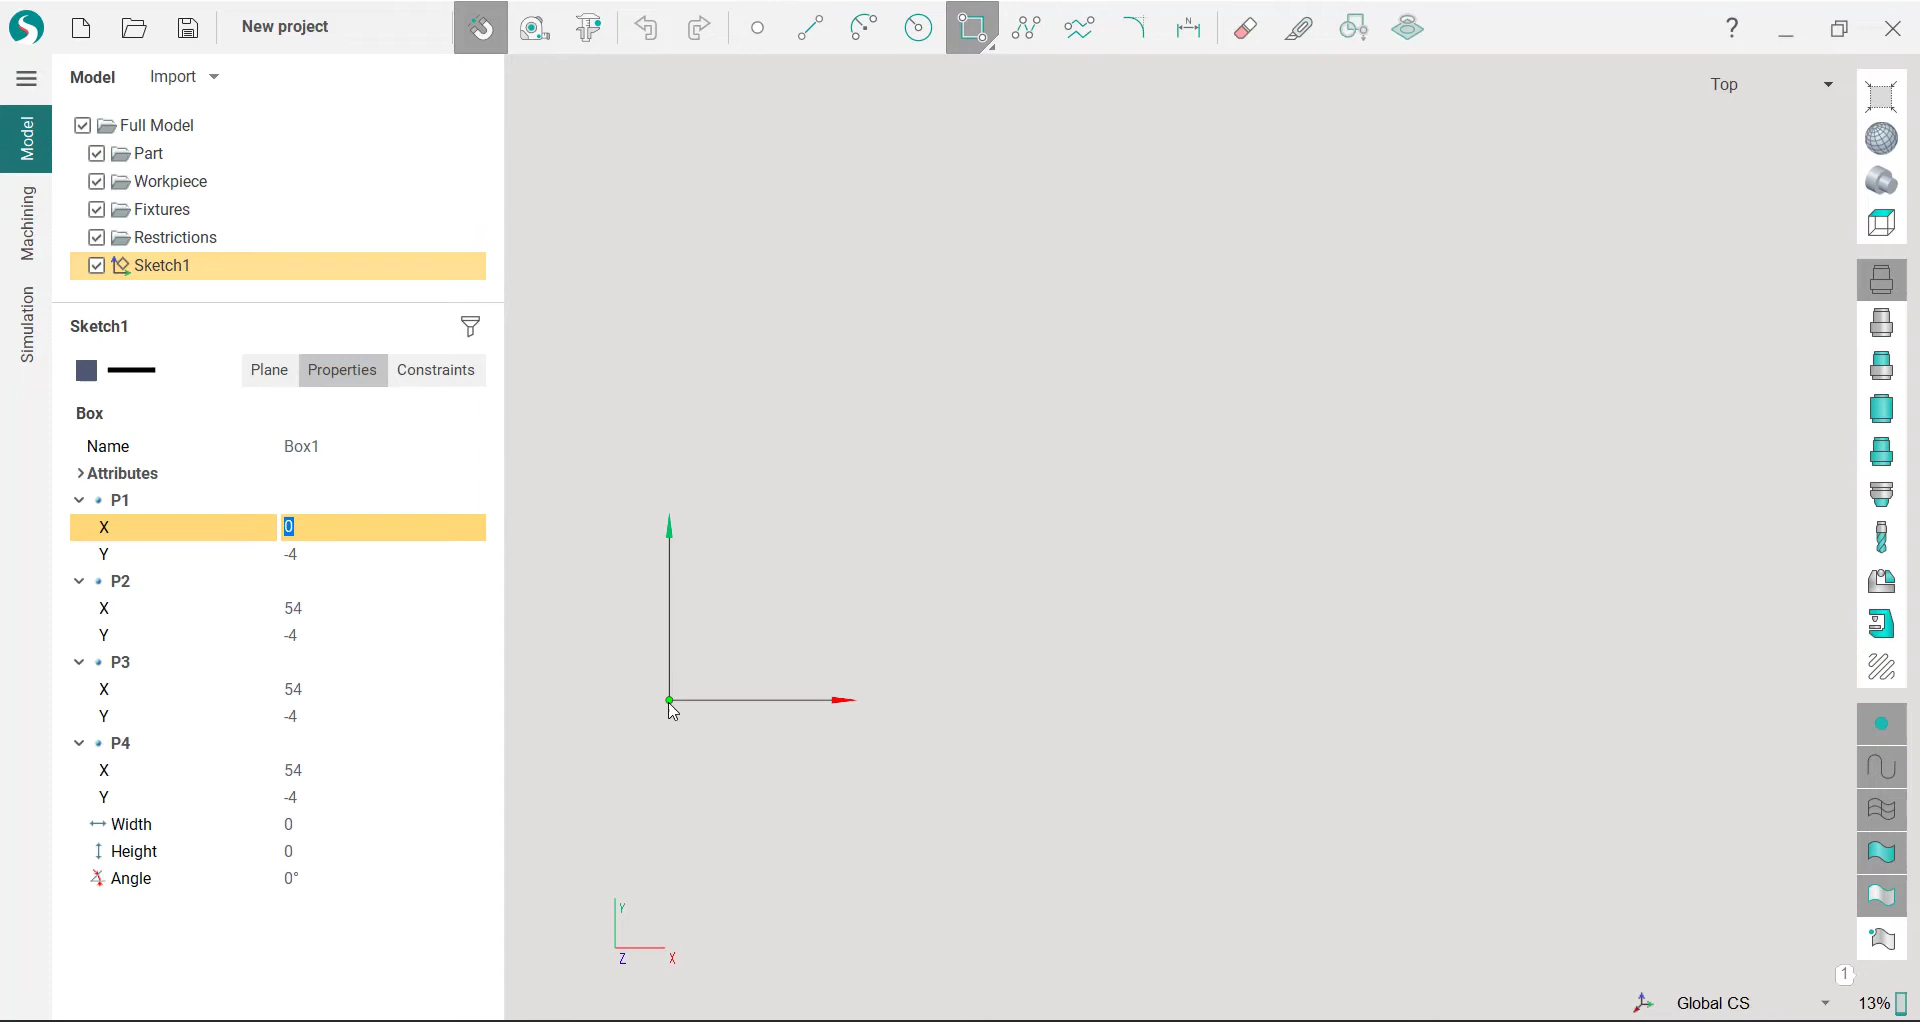 New project
N
?
Model Import
Top
Full Model
Part
Workpiece
Fixtures
Restrictions
Sketch1
Model
Machining
Simulation
Sketch1
Plane Properties Constraints
Box
Name Box1
Attributes
P1
X 0
Y -4
P2
X 54
Y -4
P3
X 54
Y -4
P4
X 54
Y -4
Width 0
Height 0
Angle 0°
Y
Z X
1
Global CS 13%